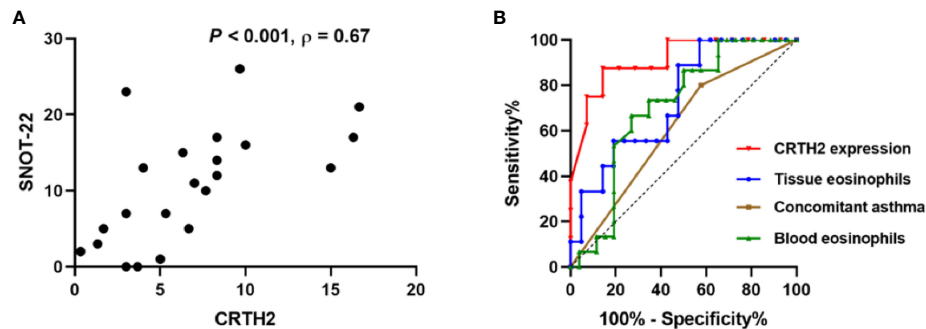 A
P < 0.001, ρ = 0.67
SNOT-22
30
20
10
0
0 5 10 15 20
CRTH2
B
Sensitivity%
100
80
60
40
20
0
0 20 40 60 80 100
100% - Specificity%
CRTH2 expression
Tissue eosinophils
Concomitant asthma
Blood eosinophils